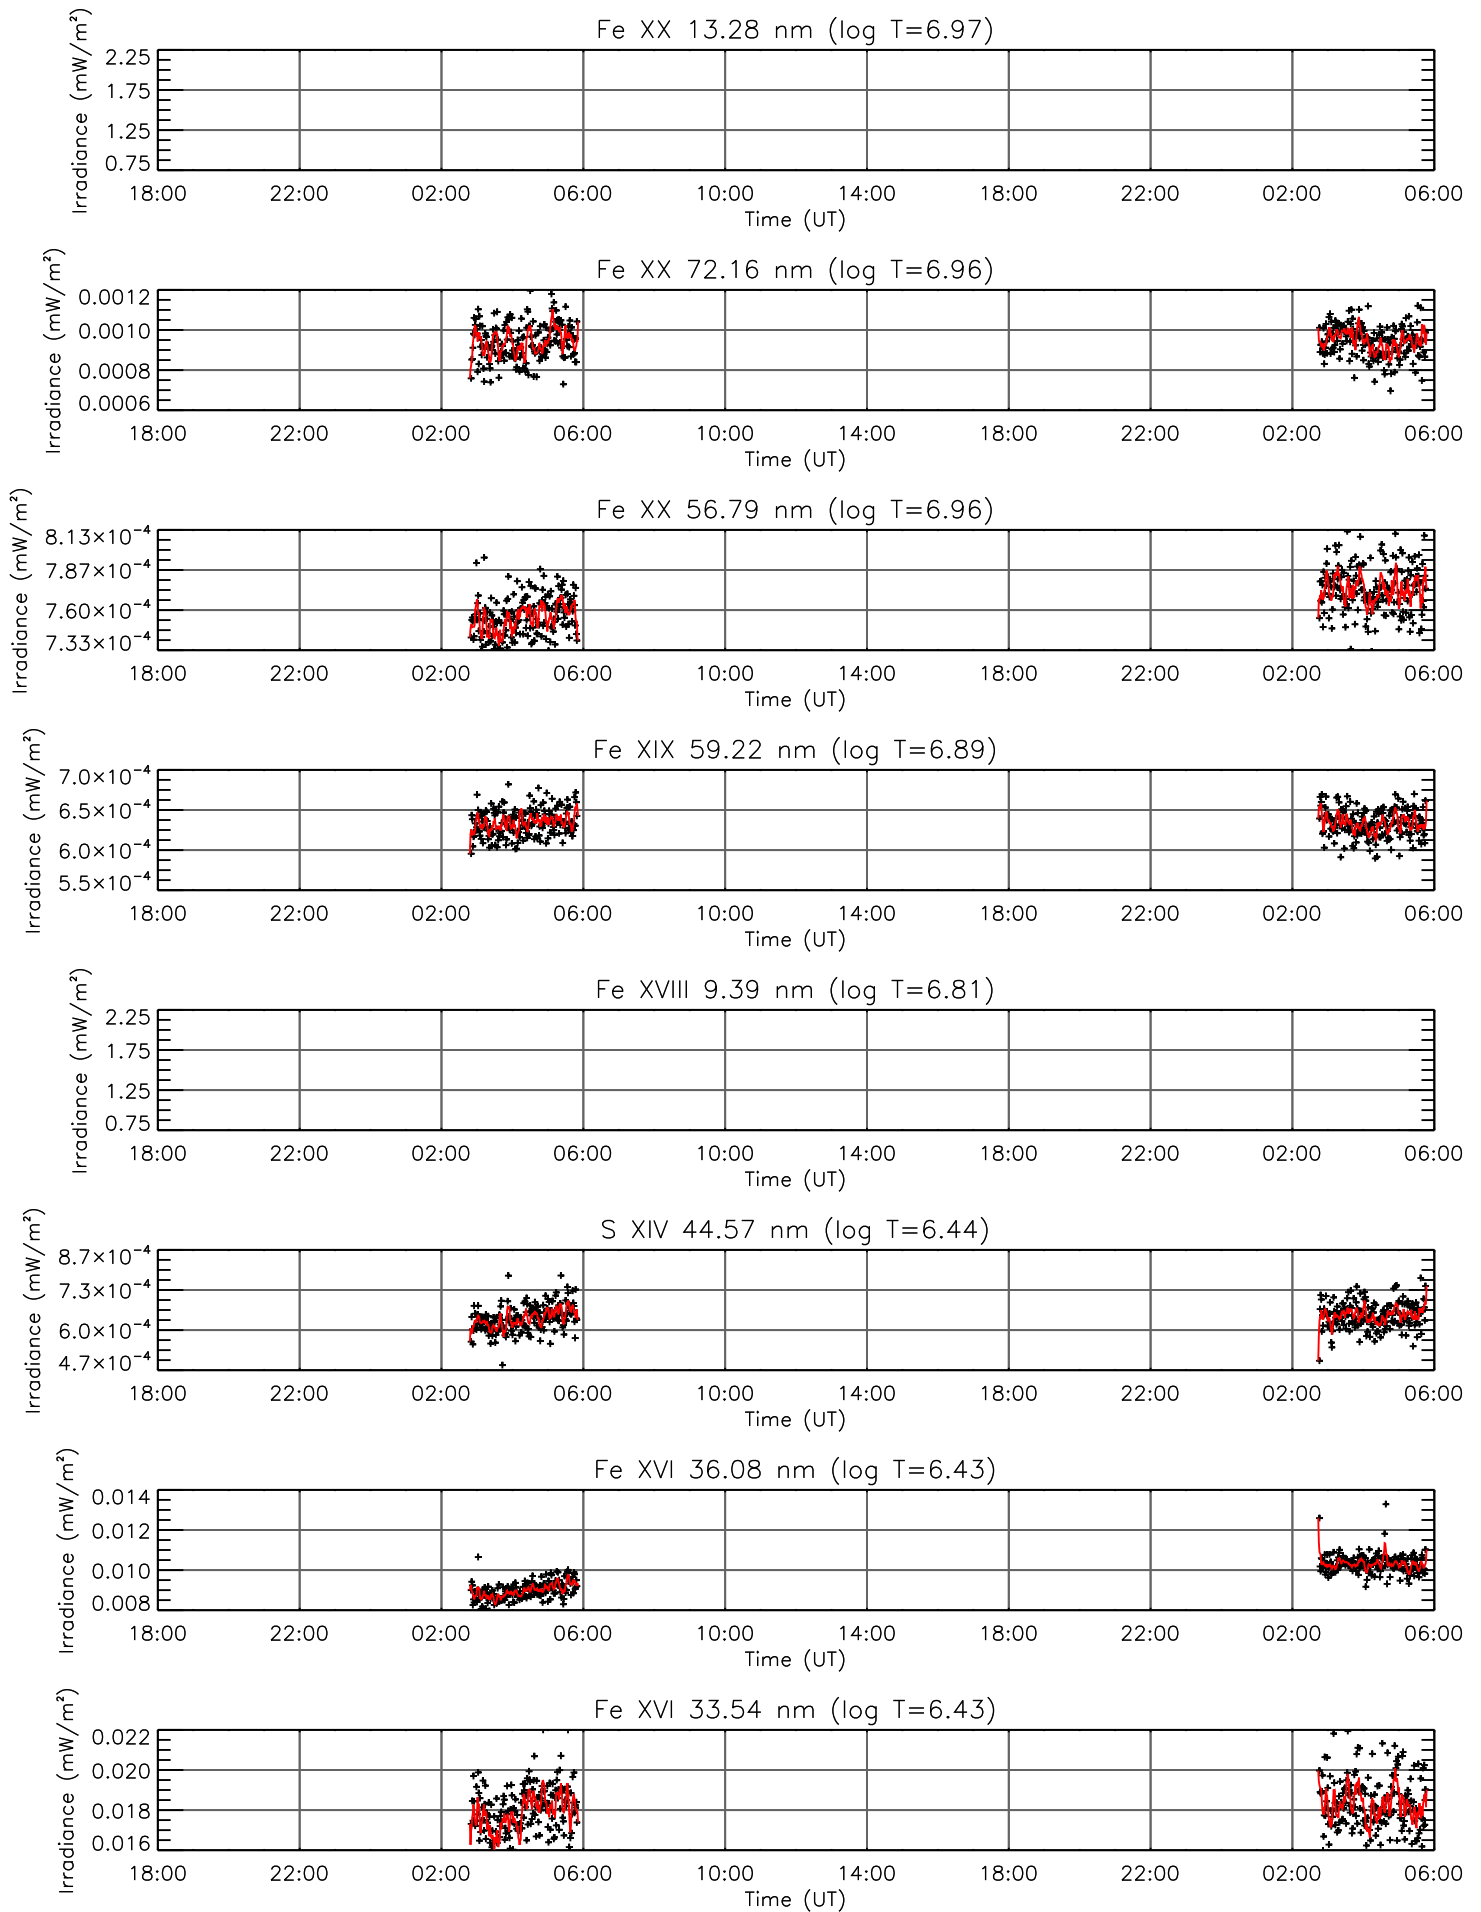 Fe XX 13.28 nm (log T=6.97)
Irradiance (mW/m²)
2.25
1.75
1.25
0.75
18:00 22:00 02:00 06:00 10:00 14:00 18:00 22:00 02:00 06:00
Time (UT)
Fe XX 72.16 nm (log T=6.96)
Irradiance (mW/m²)
0.0012
0.0010
0.0008
0.0006
18:00 22:00 02:00 06:00 10:00 14:00 18:00 22:00 02:00 06:00
Time (UT)
Fe XX 56.79 nm (log T=6.96)
Irradiance (mW/m²)
8.13×10⁻⁴
7.87×10⁻⁴
7.60×10⁻⁴
7.33×10⁻⁴
18:00 22:00 02:00 06:00 10:00 14:00 18:00 22:00 02:00 06:00
Time (UT)
Fe XIX 59.22 nm (log T=6.89)
Irradiance (mW/m²)
7.0×10⁻⁴
6.5×10⁻⁴
6.0×10⁻⁴
5.5×10⁻⁴
18:00 22:00 02:00 06:00 10:00 14:00 18:00 22:00 02:00 06:00
Time (UT)
Fe XVIII 9.39 nm (log T=6.81)
Irradiance (mW/m²)
2.25
1.75
1.25
0.75
18:00 22:00 02:00 06:00 10:00 14:00 18:00 22:00 02:00 06:00
Time (UT)
S XIV 44.57 nm (log T=6.44)
Irradiance (mW/m²)
8.7×10⁻⁴
7.3×10⁻⁴
6.0×10⁻⁴
4.7×10⁻⁴
18:00 22:00 02:00 06:00 10:00 14:00 18:00 22:00 02:00 06:00
Time (UT)
Fe XVI 36.08 nm (log T=6.43)
Irradiance (mW/m²)
0.014
0.012
0.010
0.008
18:00 22:00 02:00 06:00 10:00 14:00 18:00 22:00 02:00 06:00
Time (UT)
Fe XVI 33.54 nm (log T=6.43)
Irradiance (mW/m²)
0.022
0.020
0.018
0.016
18:00 22:00 02:00 06:00 10:00 14:00 18:00 22:00 02:00 06:00
Time (UT)